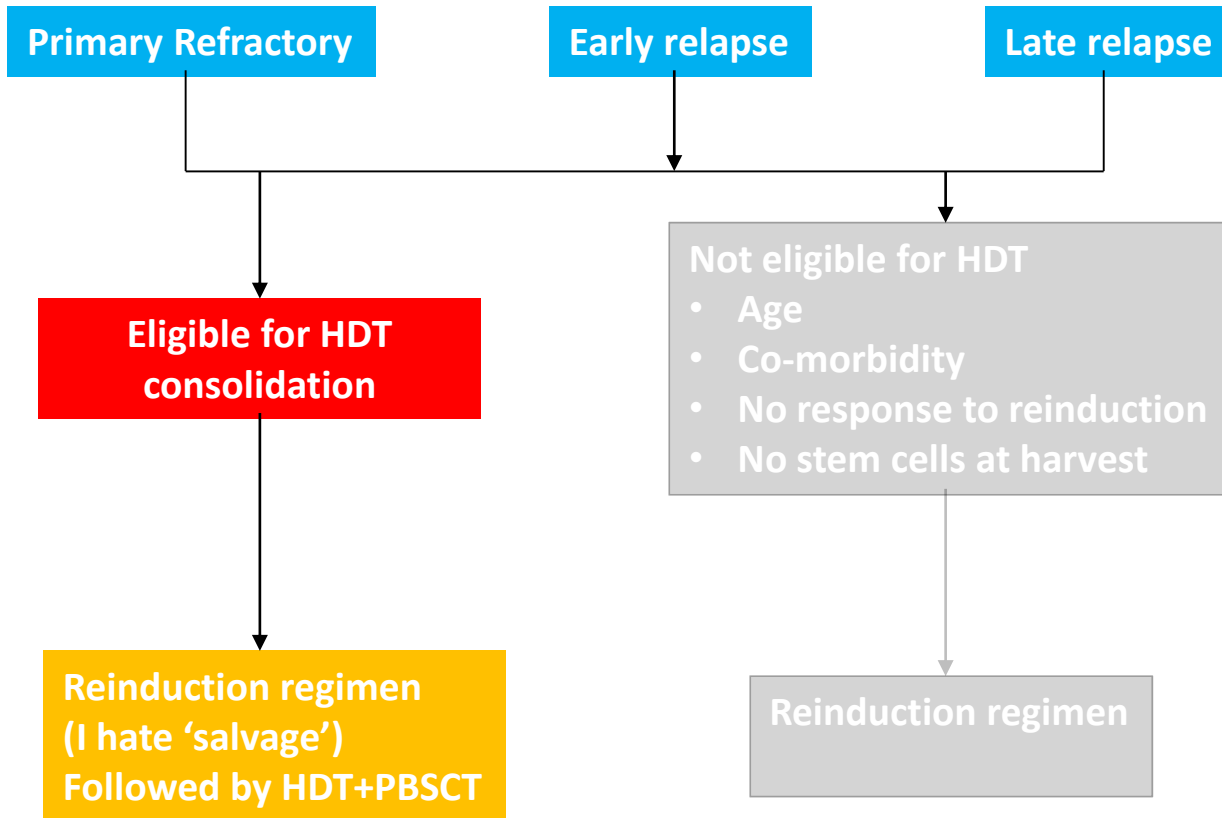 Primary Refractory
Early relapse
Late relapse
Not eligible for HDT
• Age
• Co-morbidity
• No response to reinduction
• No stem cells at harvest
Eligible for HDT
consolidation
Reinduction regimen
(I hate ‘salvage’)
Followed by HDT+PBSCT
Reinduction regimen